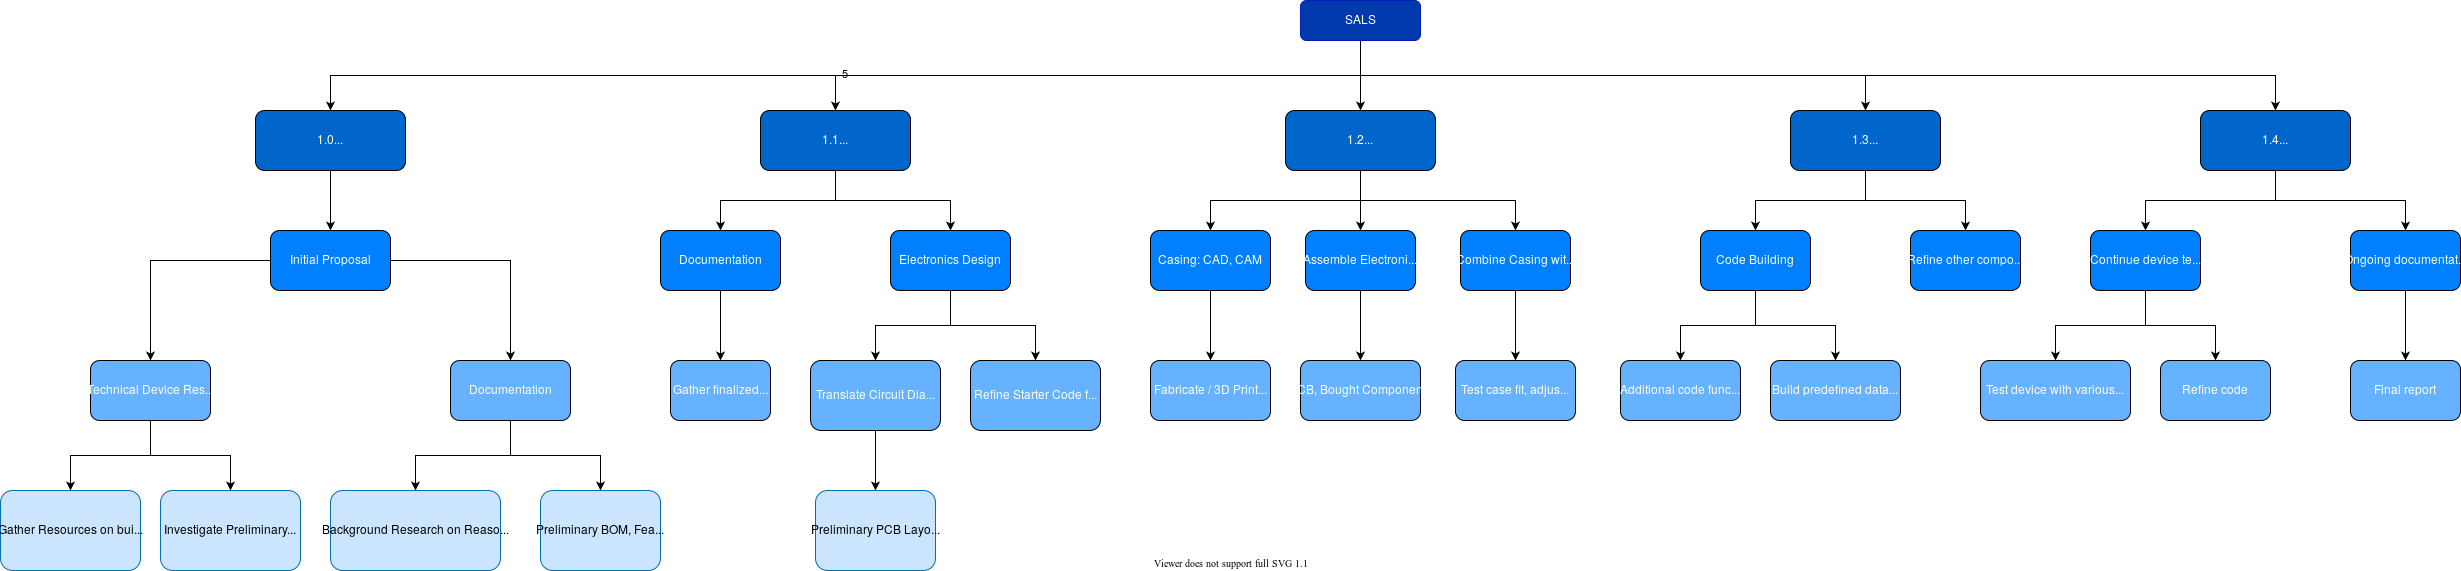 SALS
5
1.0...
1.1...
1.2...
1.3...
1.4...
Initial Proposal
Documentation
Electronics Design
Casing: CAD, CAM
Assemble Electroni...
Combine Casing wit...
Code Building
Refine other compo...
Continue device te...
Ongoing documentat...
Technical Device Res...
Documentation
Gather finalized...
Translate Circuit Dia...
Refine Starter Code f...
Fabricate / 3D Print...
PCB, Bought Componen
Test case fit, adjus...
Additional code func...
Build predefined data...
Test device with various...
Refine code
Final report
Gather Resources on bui...
Investigate Preliminary...
Background Research on Reaso...
Preliminary BOM, Fea...
Preliminary PCB Layo...
Viewer does not support full SVG 1.1